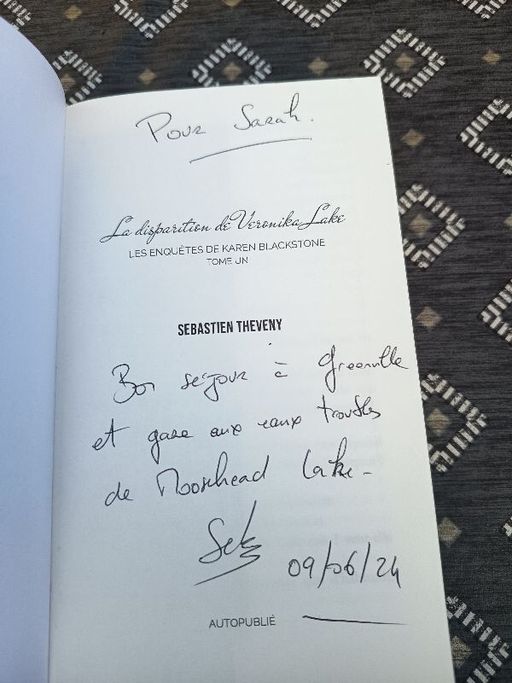 Pour Sarah.
La disparition de Veronika Lake
LES ENQUÊTES DE KAREN BLACKSTONE
TOME UN
SEBASTIEN THEVENY
Bon séjour à Greenville
et gare aux eaux troubles
de Moosehead Lake.
Seb
09/06/24
AUTOPUBLIÉ